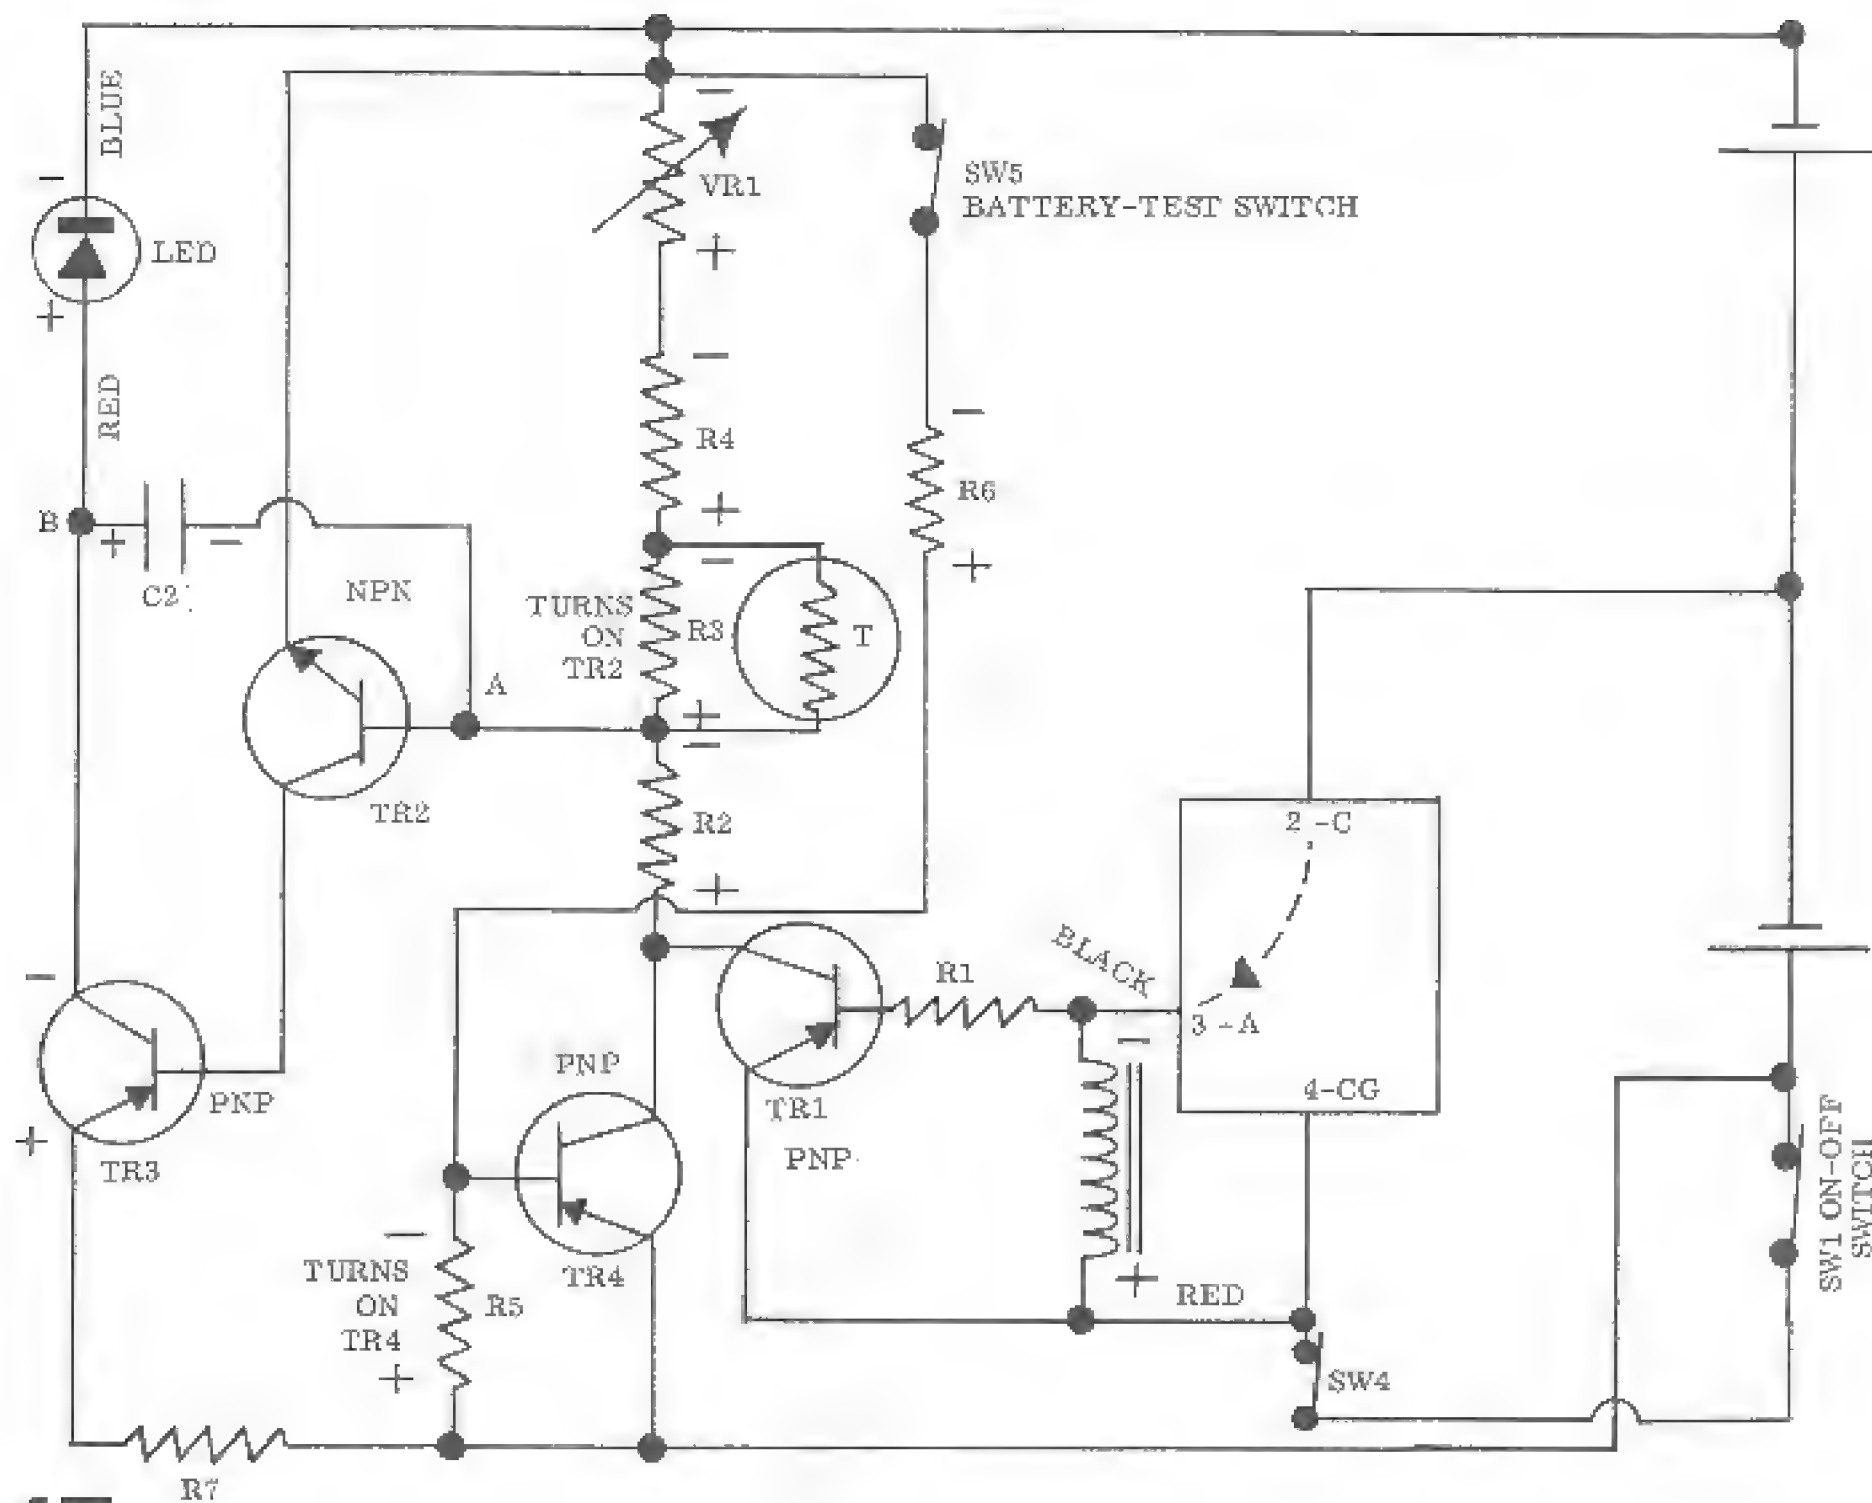 BLUE
-
LED
+
RED
B
+
-
C2
NPN
A
TR2
-
VR1
+
-
R4
+
-
TURNS
ON
TR2
R3
T
+
-
R2
+
SW5
BATTERY-TEST SWITCH
-
R6
+
-
PNP
+
TR3
PNP
TR4
-
TURNS
ON
TR4
R5
+
R7
TR1
PNP
R1
BLACK
-
+
RED
2 -C
3 -A
4-CG
SW4
SW1 ON-OFF
SWITCH